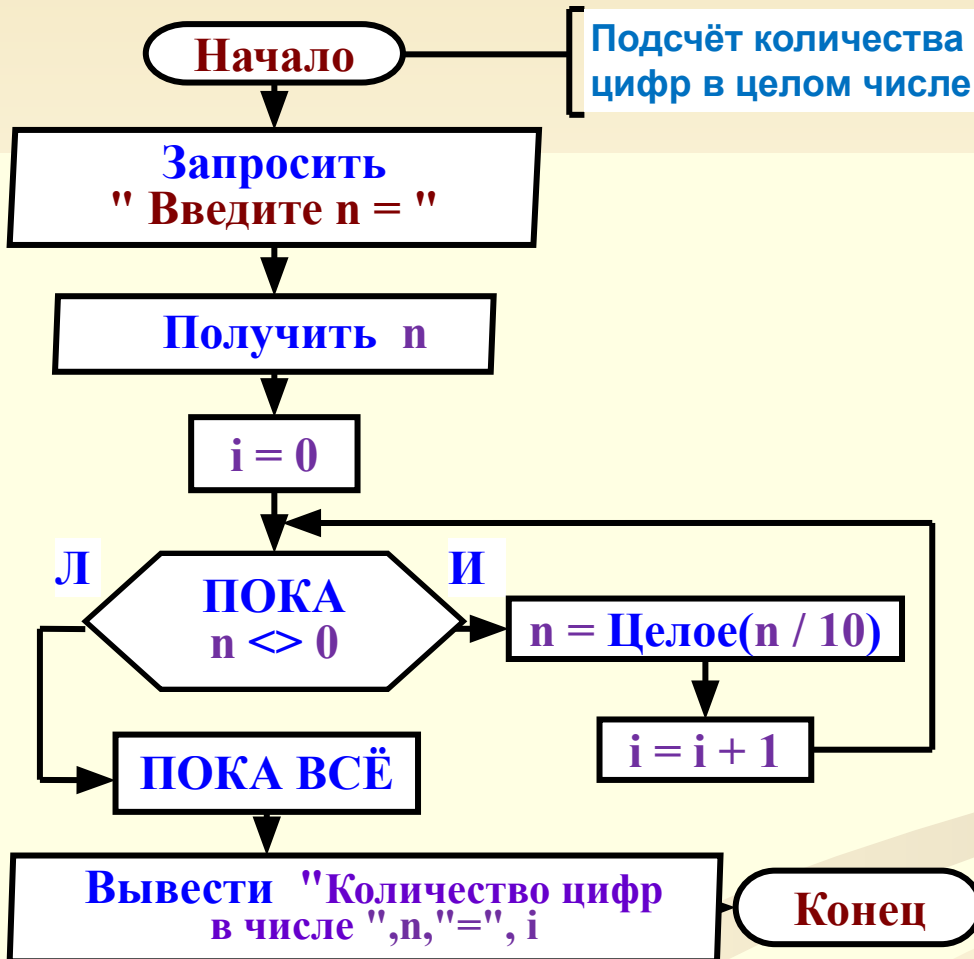 Начало
Подсчёт количества
цифр в целом числе
Запросить
" Введите n = "
Получить n
i = 0
Л
И
ПОКА
n <> 0
n = Целое(n / 10)
i = i + 1
ПОКА ВСЁ
Вывести "Количество цифр
в числе ",n,"=", i
Конец